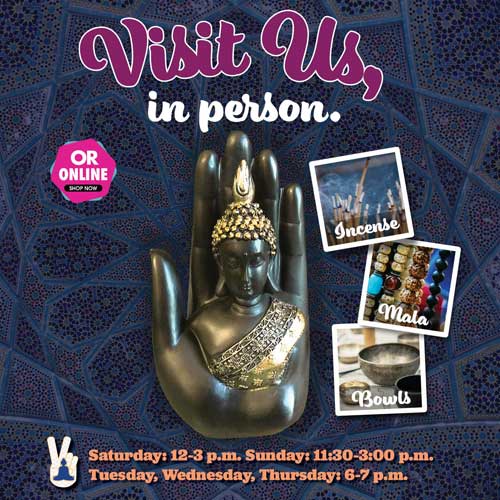 Visit Us,
in person.
OR
ONLINE
SHOP NOW
Incense
Mala
Bowls
Saturday: 12-3 p.m. Sunday: 11:30-3:00 p.m.
Tuesday, Wednesday, Thursday: 6-7 p.m.